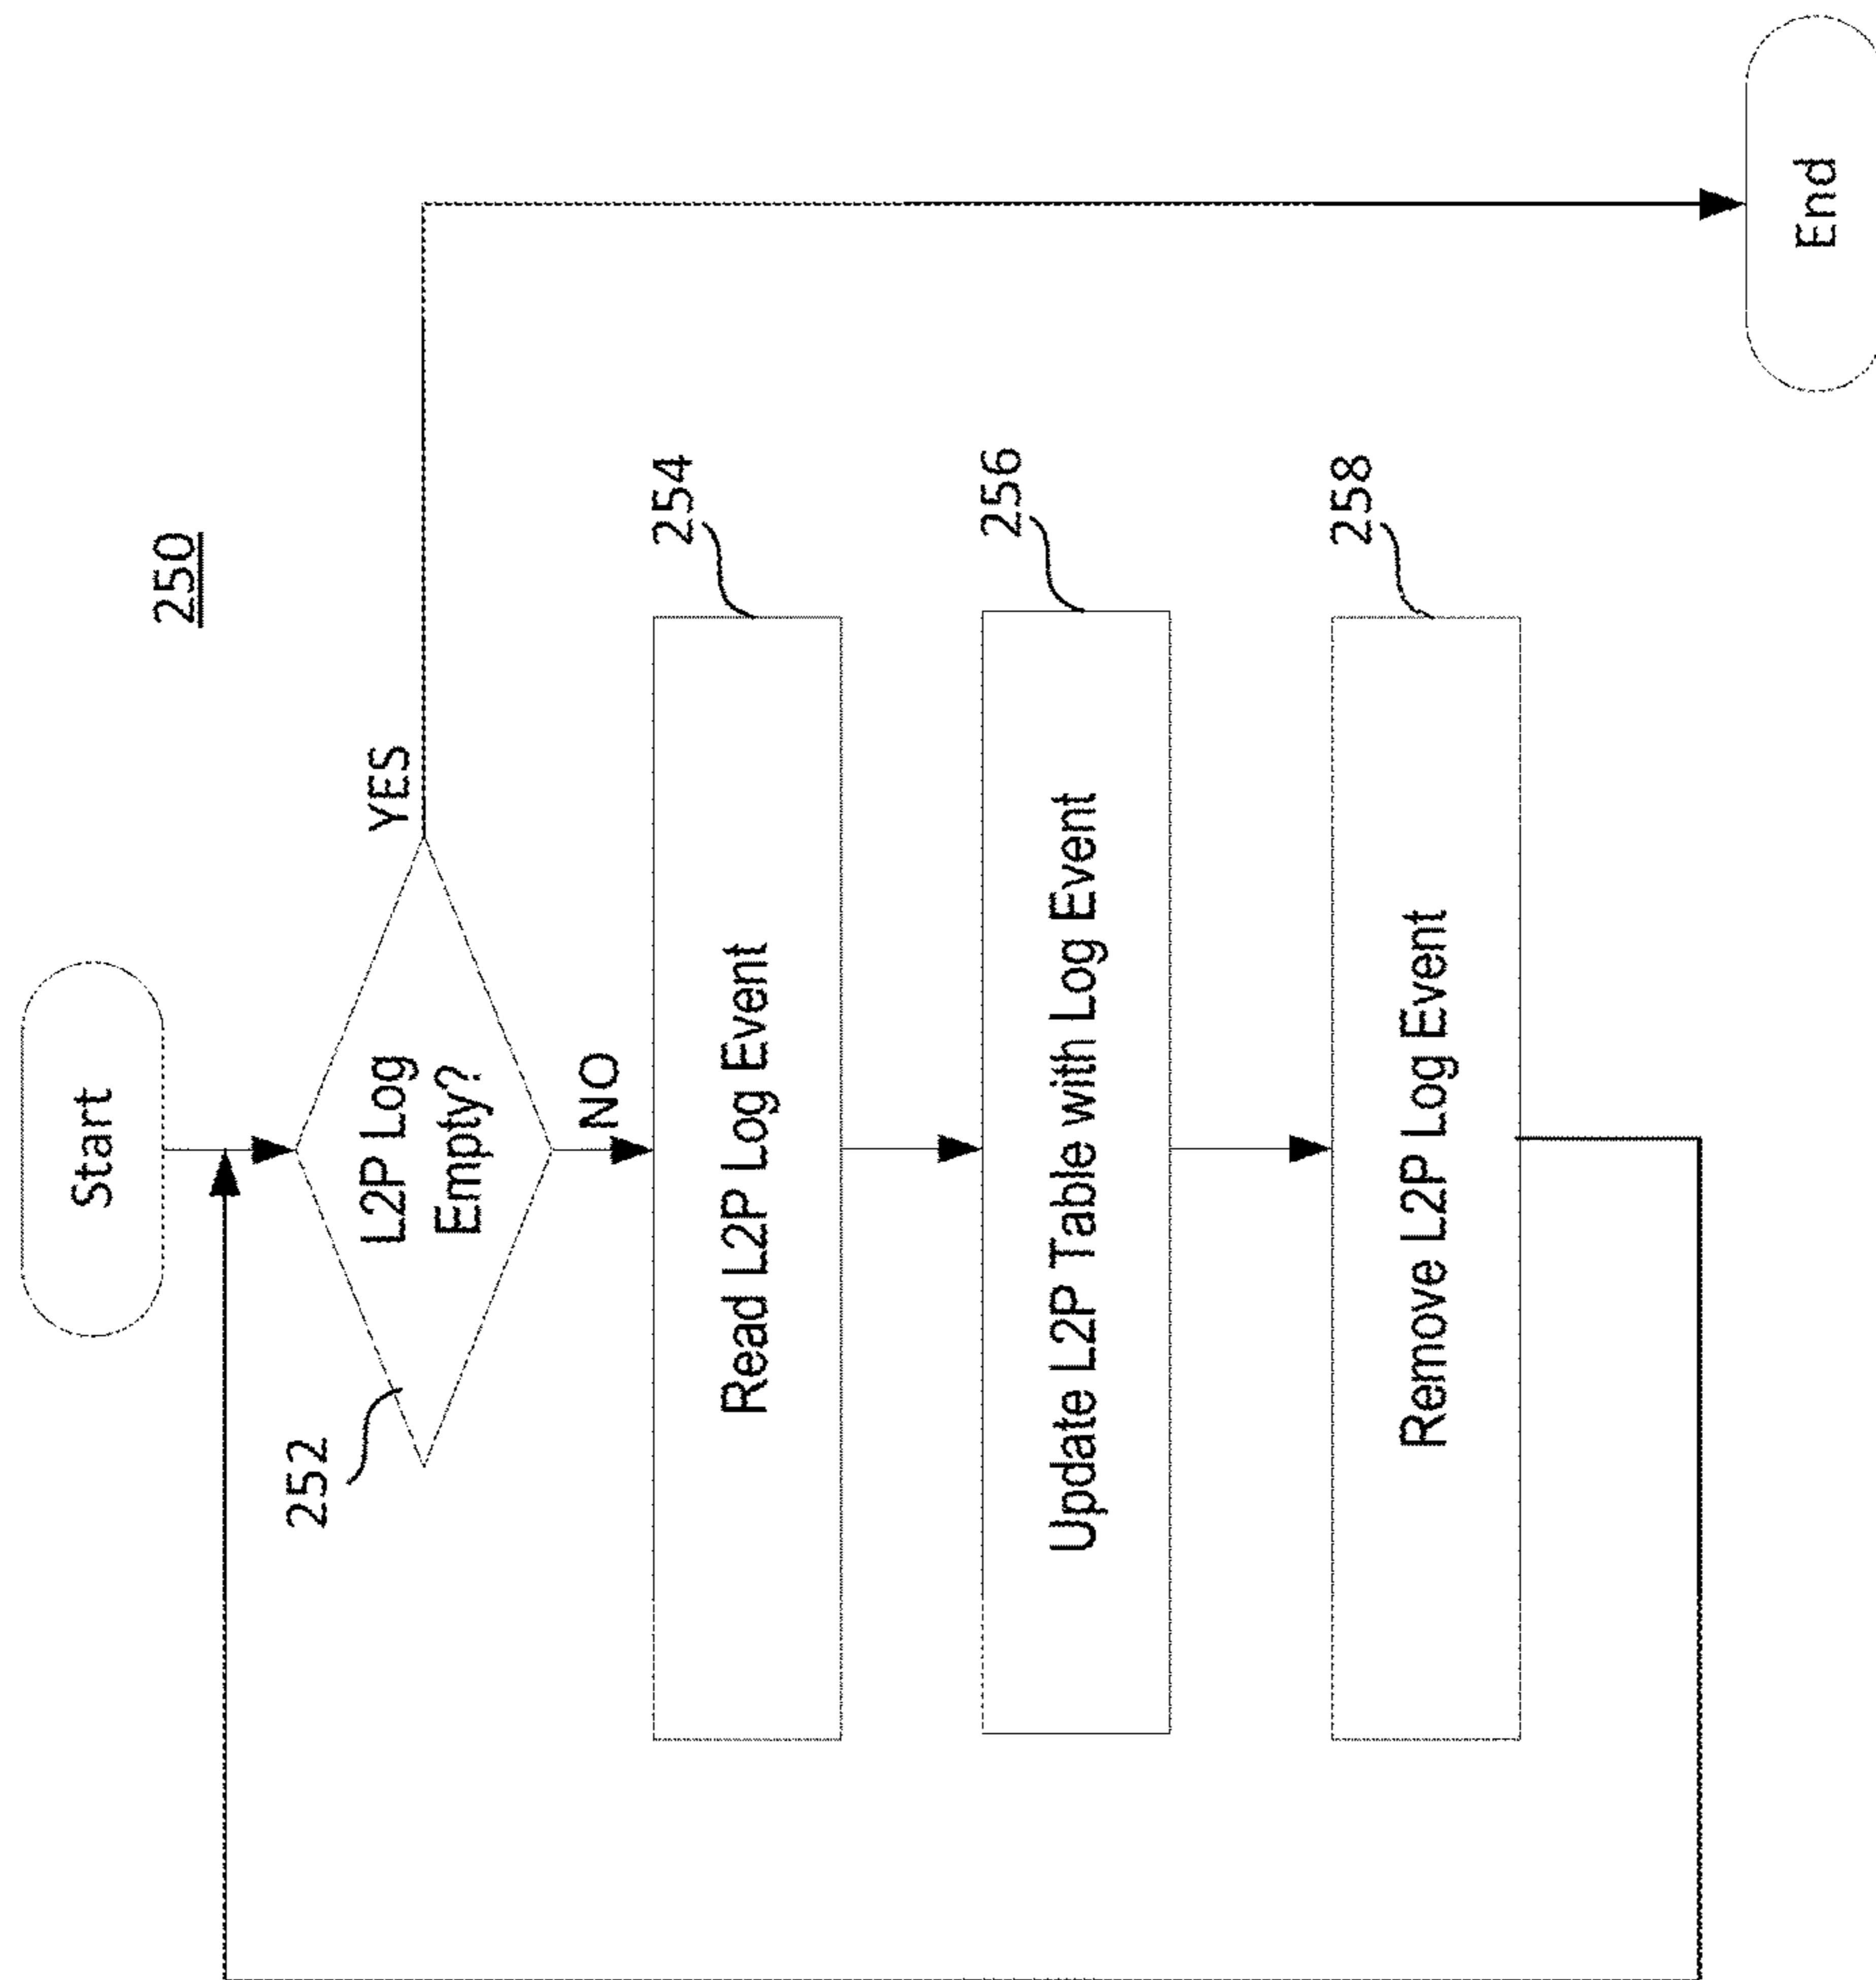 250
Start
252
L2P Log
Empty?
YES
NO
254
Read L2P Log Event
256
Update L2P Table with Log Event
258
Remove L2P Log Event
End